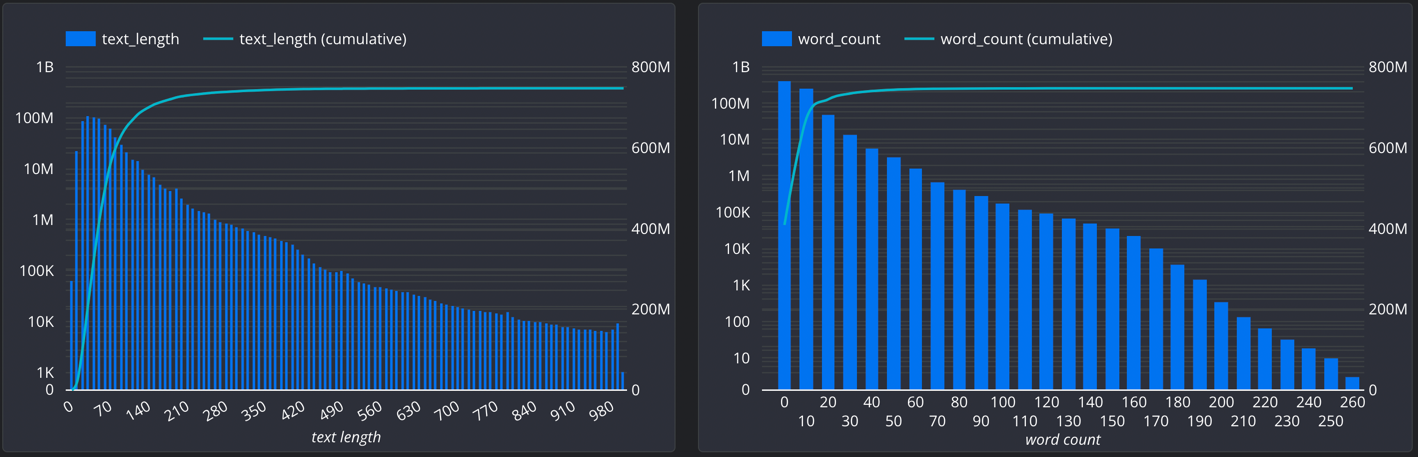 text_length text_length (cumulative)
1B
100M
10M
1M
100K
10K
1K
0
800M
600M
400M
200M
0
0 70 140 210 280 350 420 490 560 630 700 770 840 910 980
text length
word_count word_count (cumulative)
1B
100M
10M
1M
100K
10K
1K
100
10
0
800M
600M
400M
200M
0
0 20 40 60 80 100 120 140 160 180 200 220 240 260
10 30 50 70 90 110 130 150 170 190 210 230 250
word count